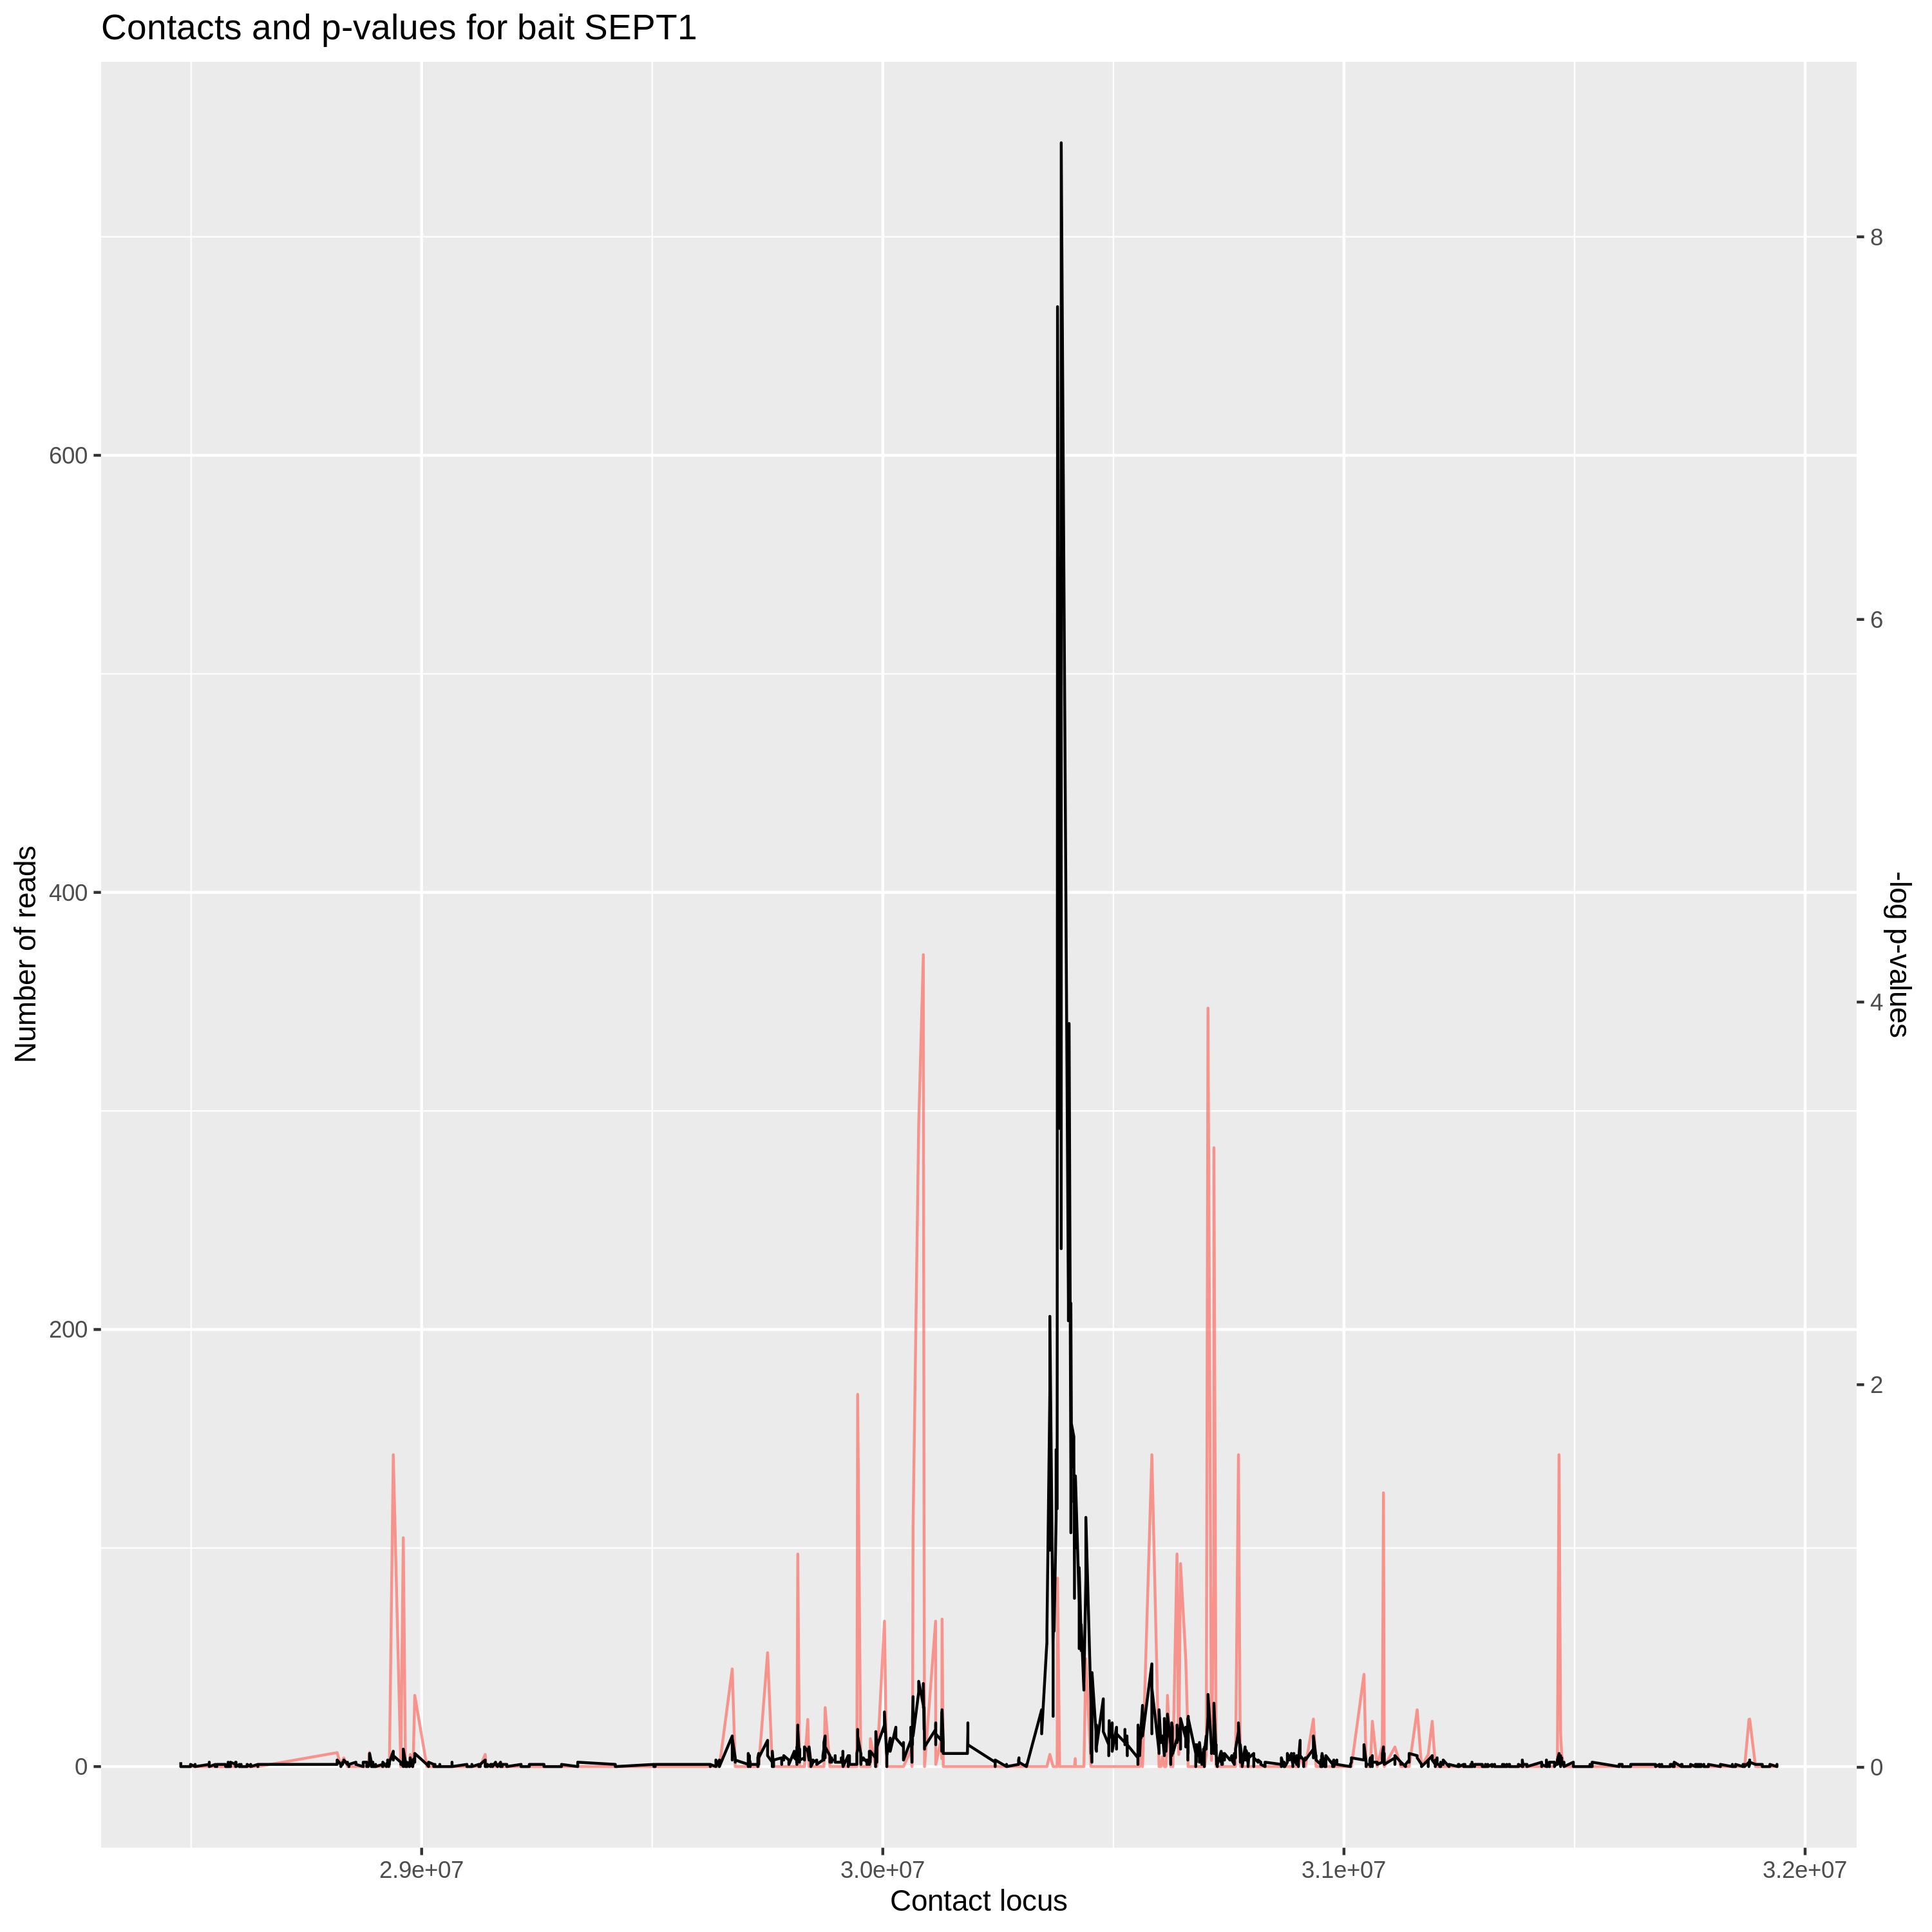 Contacts and p-values for bait SEPT1
Number of reads
600
400
200
0
8
6
4
2
0
-log p-values
2.9e+07 3.0e+07 3.1e+07 3.2e+07
Contact locus